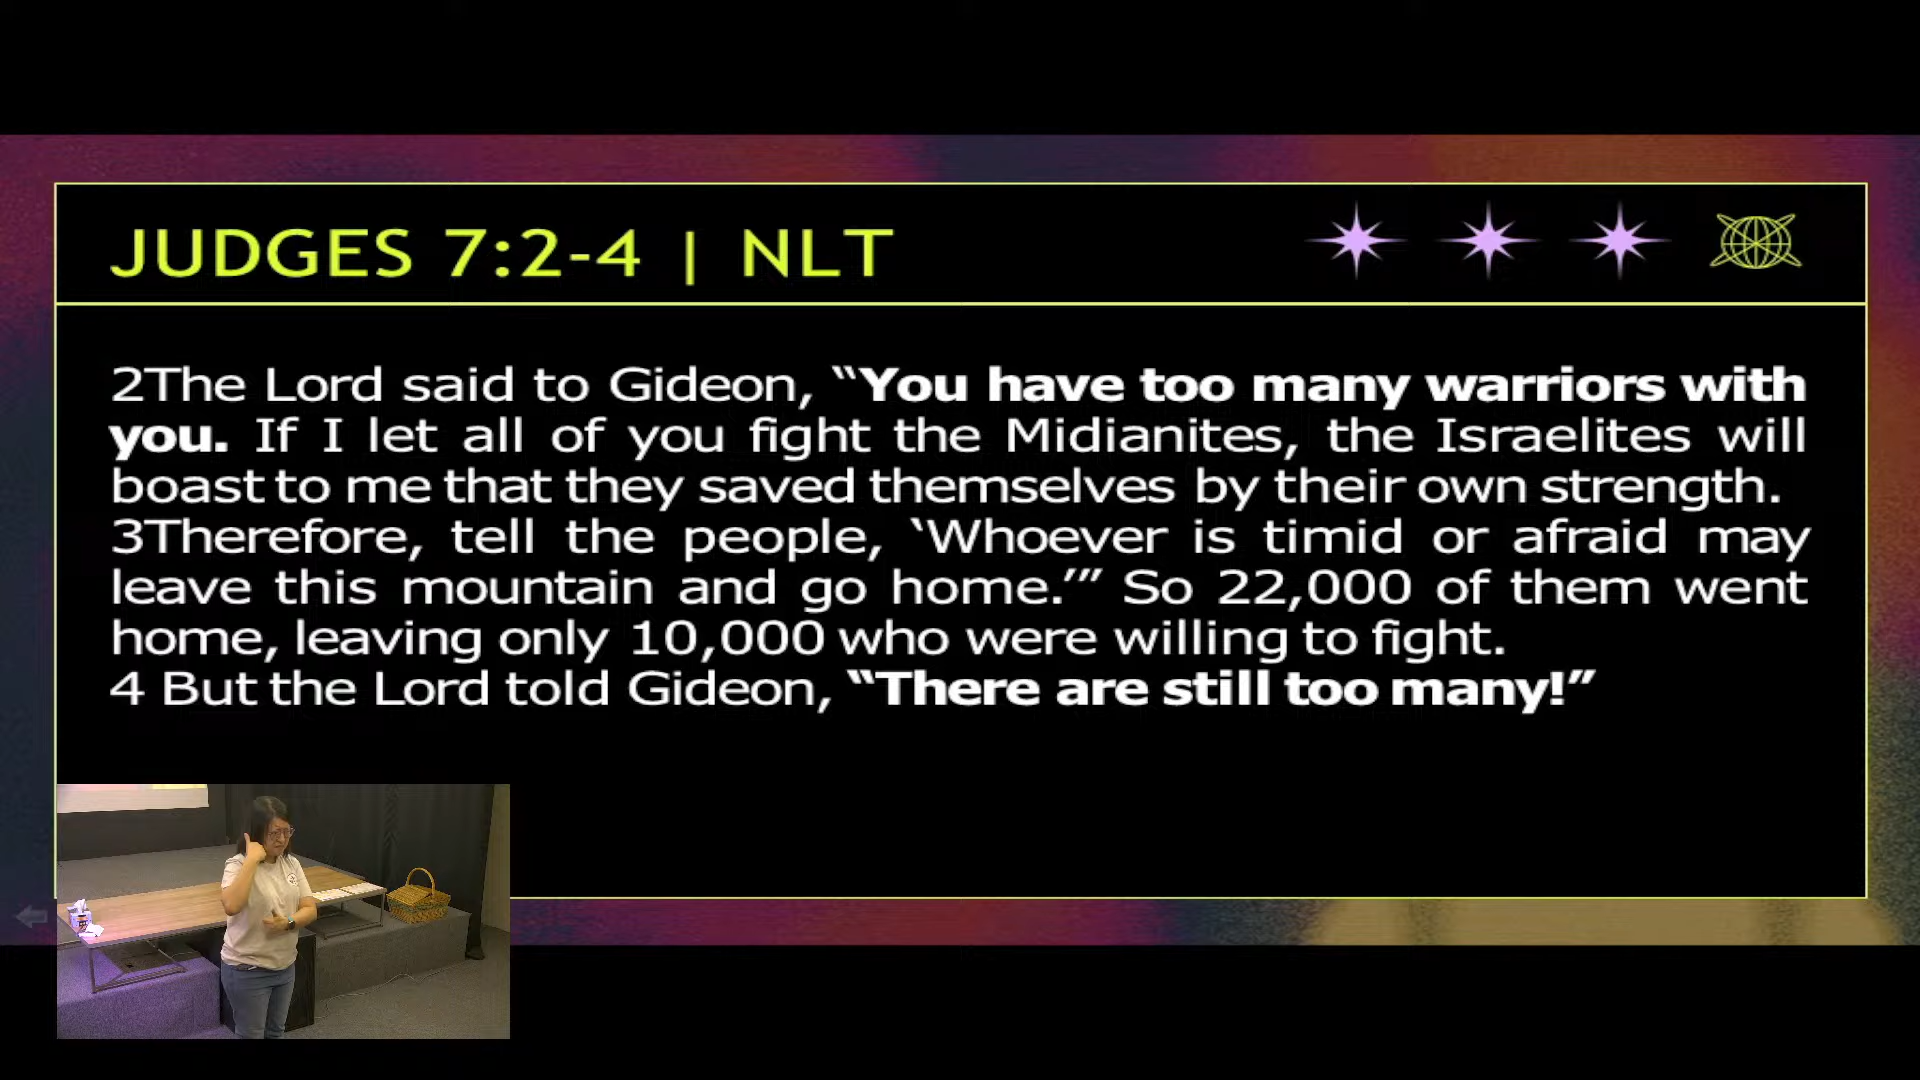 JUDGES 7:2-4 | NLT
2The Lord said to Gideon, “You have too many warriors with
you. If I let all of you fight the Midianites, the Israelites will
boast to me that they saved themselves by their own strength.
3Therefore, tell the people, ‘Whoever is timid or afraid may
leave this mountain and go home.’” So 22,000 of them went
home, leaving only 10,000 who were willing to fight.
4 But the Lord told Gideon, “There are still too many!”